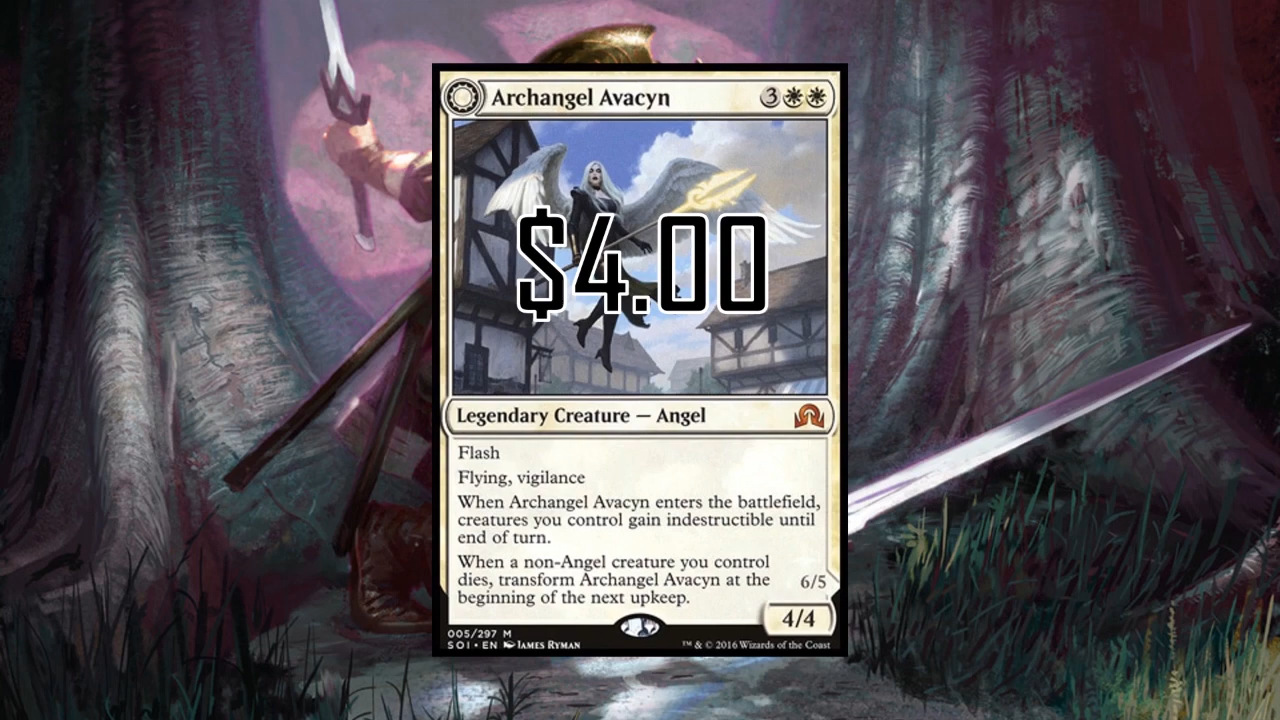 Archangel Avacyn 3
$4.00
Legendary Creature — Angel
Flash
Flying, vigilance
When Archangel Avacyn enters the battlefield,
creatures you control gain indestructible until
end of turn.
When a non-Angel creature you control
dies, transform Archangel Avacyn at the
beginning of the next upkeep.
6/5
4/4
005/297 M
SOI • EN James Ryman
™ & © 2016 Wizards of the Coast